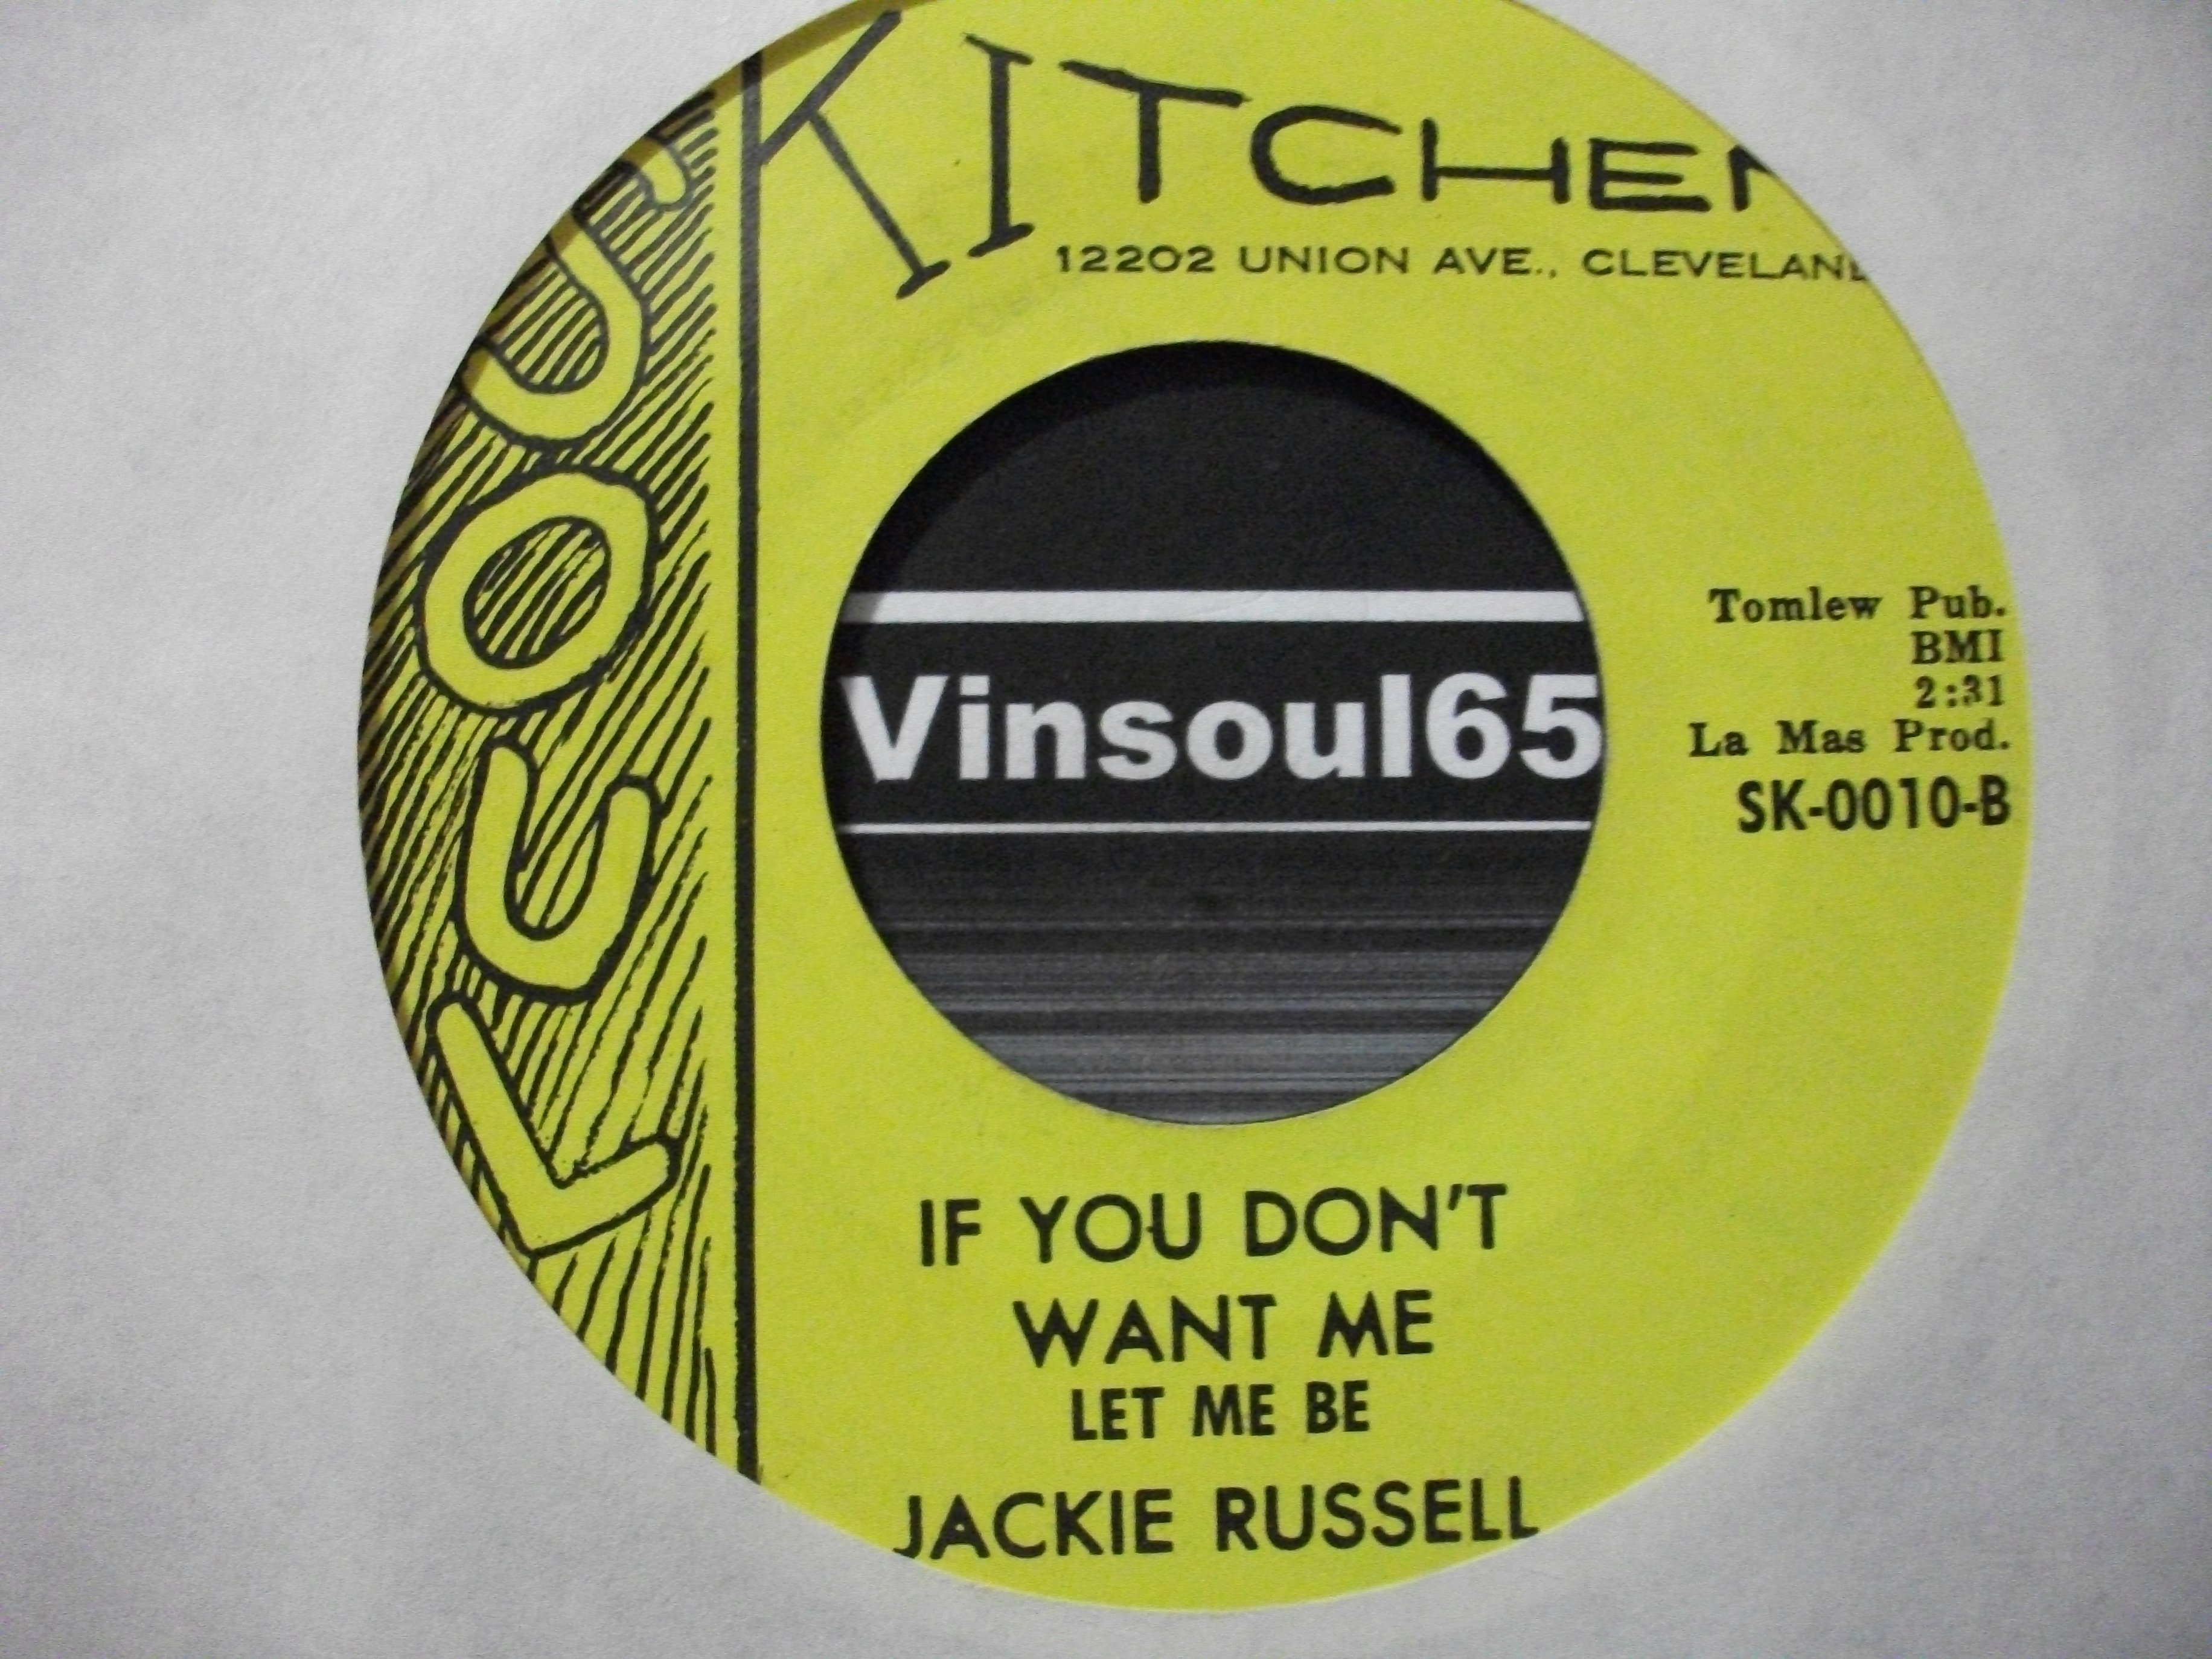 SOUL
KITCHEN
12202 UNION AVE., CLEVELAND
Vinsoul65
Tomlew Pub.
BMI
2:31
La Mas Prod.
SK-0010-B
IF YOU DON'T
WANT ME
LET ME BE
JACKIE RUSSELL